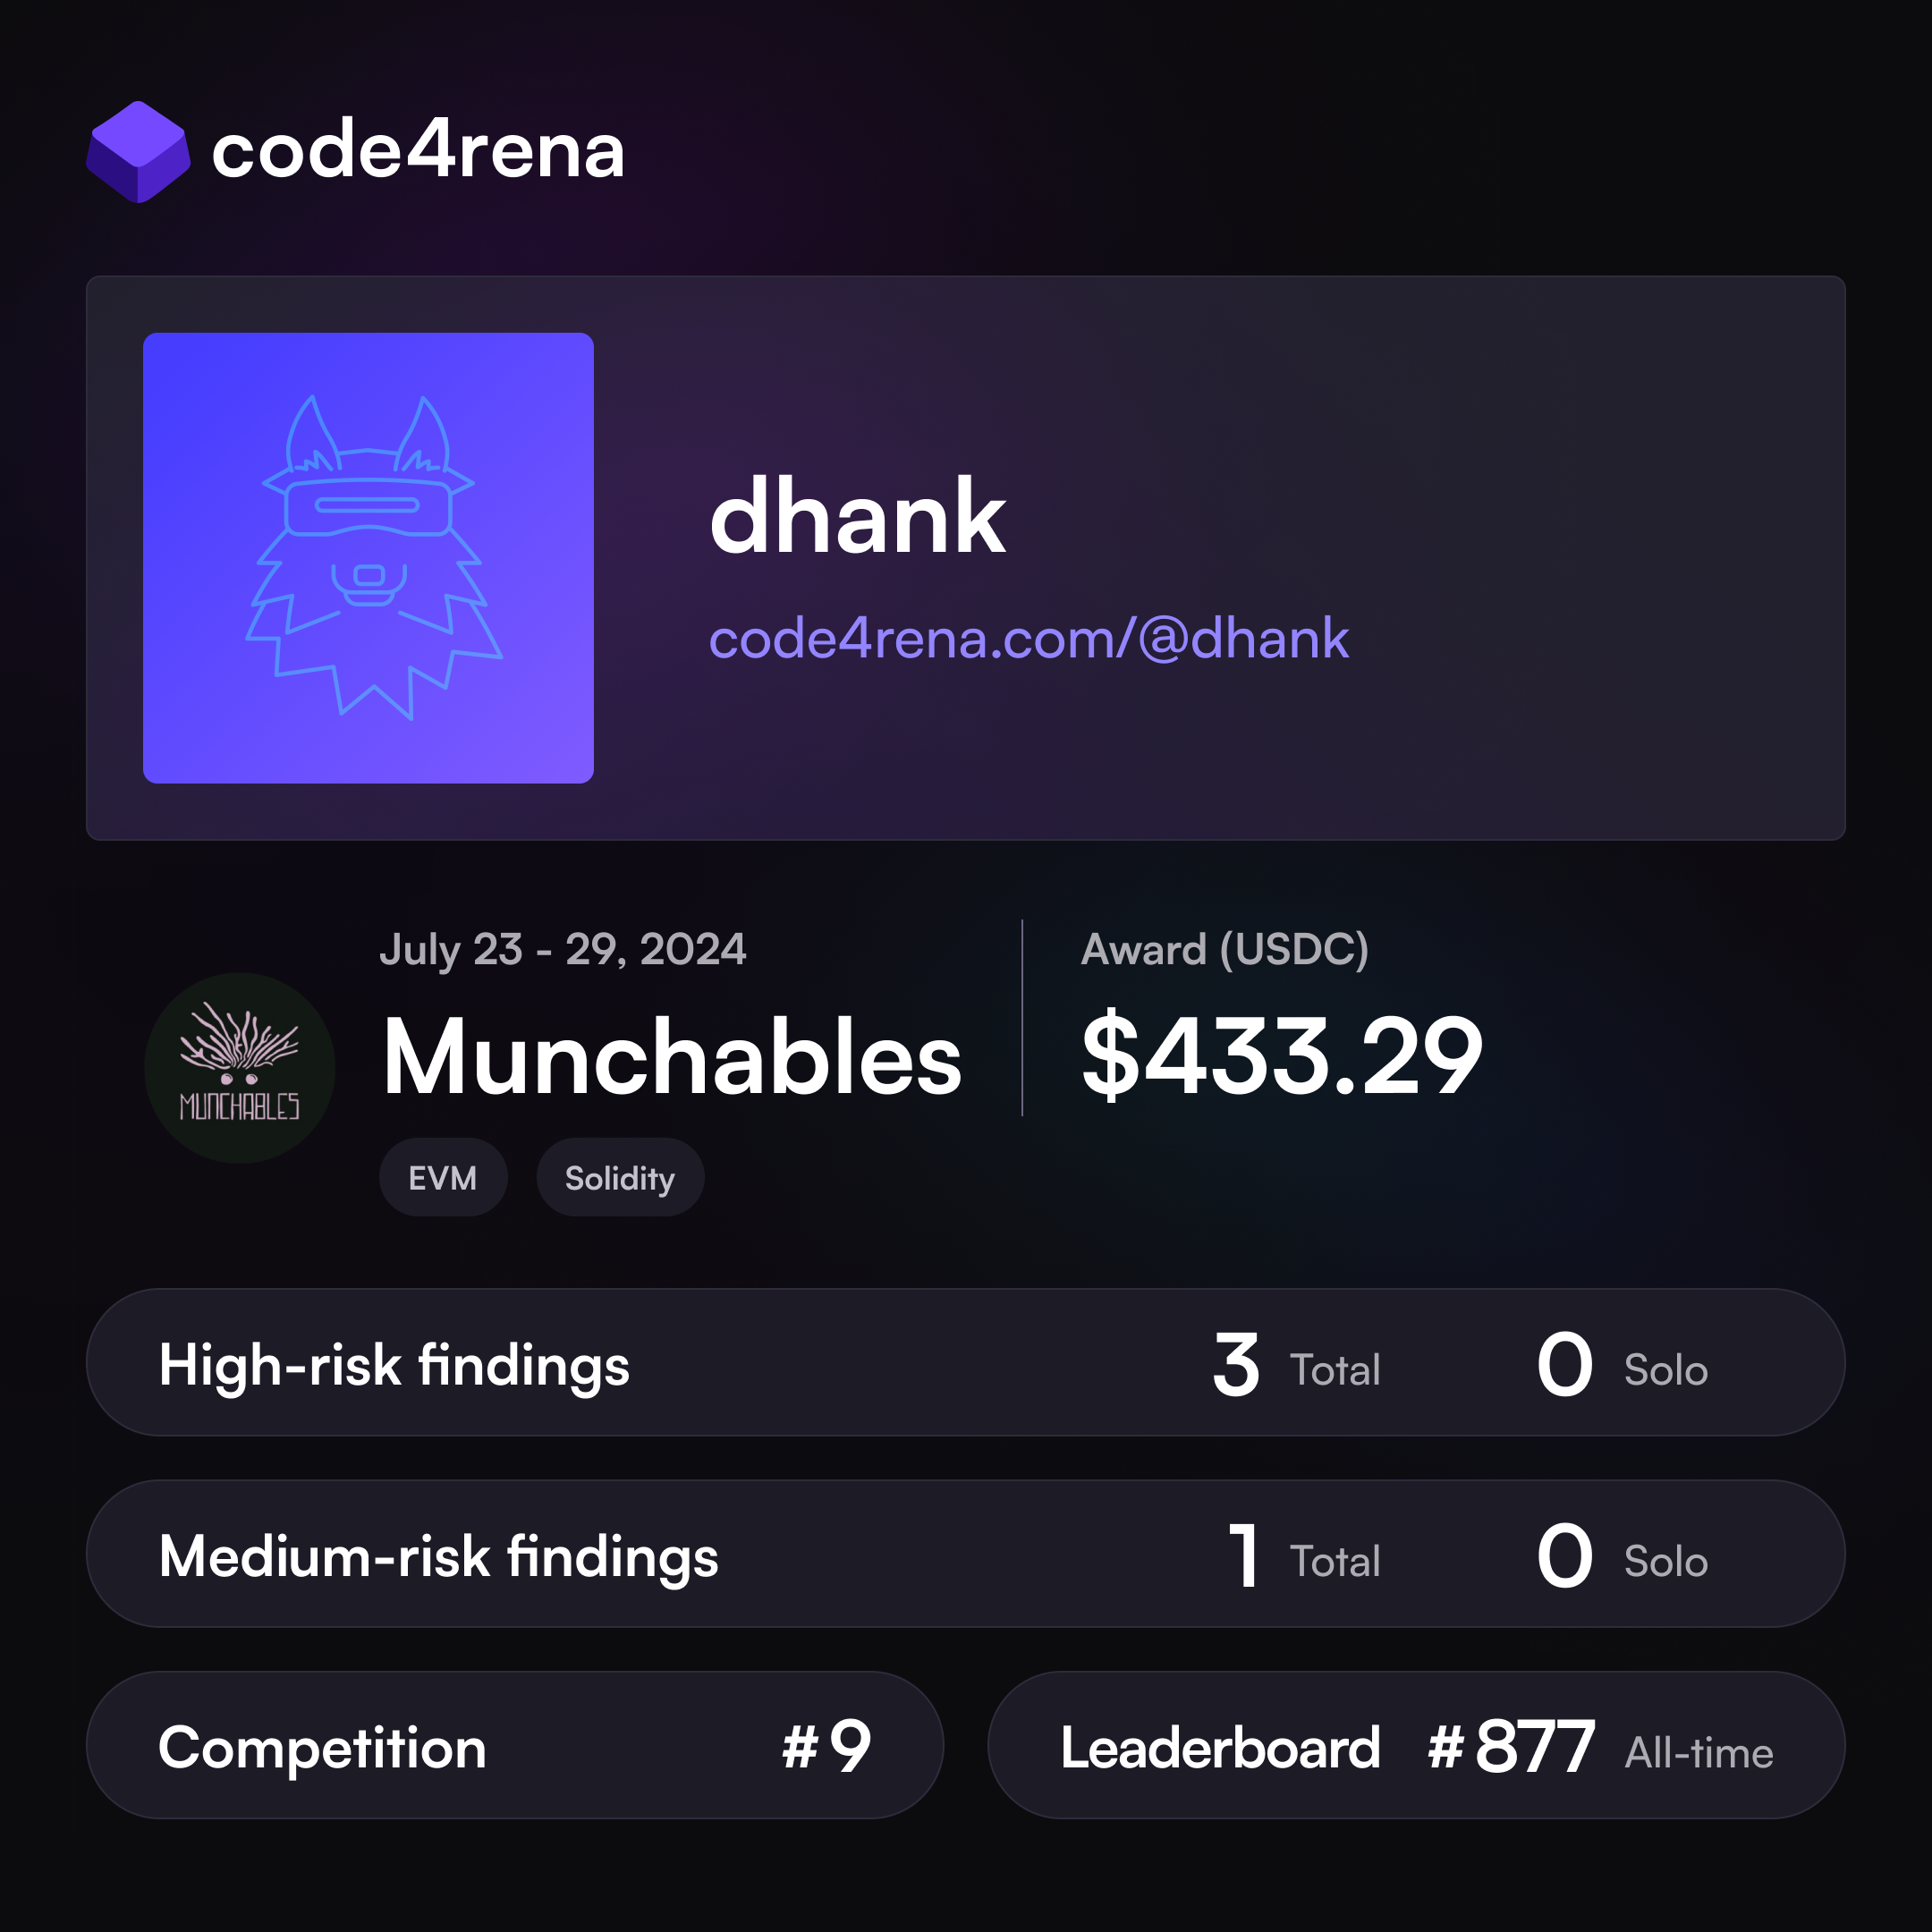 code4rena
dhank
code4rena.com/@dhank
July 23 - 29, 2024
Munchables
Award (USDC)
$433.29
MUNCHABLES
EVM
Solidity
High-risk findings 3 Total 0 Solo
Medium-risk findings 1 Total 0 Solo
Competition #9
Leaderboard #877 All-time